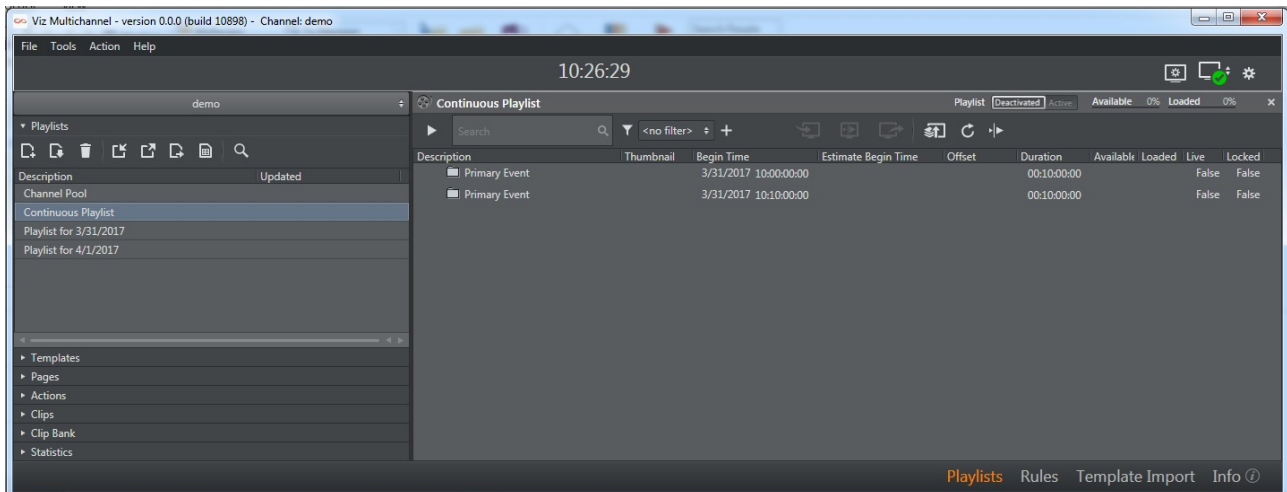 Viz Multichannel - version 0.0.0 (build 10898) - Channel: demo
File Tools Action Help
10:26:29
demo
Continuous Playlist
Playlist Deactivated Active Available 0% Loaded 0%
Playlists
Search
<no filter>
Description Updated
Description Thumbnail Begin Time Estimate Begin Time Offset Duration Available Loaded Live Locked
Channel Pool
Continuous Playlist
Playlist for 3/31/2017
Playlist for 4/1/2017
Primary Event 3/31/2017 10:00:00:00 00:10:00:00 False False
Primary Event 3/31/2017 10:10:00:00 00:10:00:00 False False
Templates
Pages
Actions
Clips
Clip Bank
Statistics
Playlists Rules Template Import Info